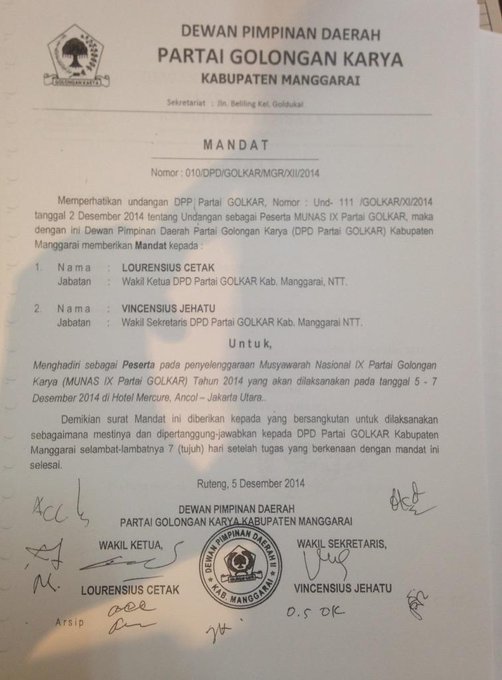 DEWAN PIMPINAN DAERAH
PARTAI GOLONGAN KARYA
KABUPATEN MANGGARAI
GOLONGAN KARYA
Sekretariat : Jln. Beliling Kel. Goldukal.
MANDAT
Nomor : 010/DPD/GOLKAR/MGR/XII/2014
Memperhatikan undangan DPP Partai GOLKAR, Nomor : Und- 111 /GOLKAR/XI/2014
tanggal 2 Desember 2014 tentang Undangan sebagai Peserta MUNAS IX Partai GOLKAR, maka
dengan ini Dewan Pimpinan Daerah Partai Golongan Karya (DPD Partai GOLKAR) Kabupaten
Manggarai memberikan Mandat kepada :
1. Nama : LOURENSIUS CETAK
Jabatan : Wakil Ketua DPD Partai GOLKAR Kab. Manggarai, NTT.
2. Nama : VINCENSIUS JEHATU
Jabatan : Wakil Sekretaris DPD Partai GOLKAR Kab. Manggarai NTT.
Untuk,
Menghadiri sebagai Peserta pada penyelenggaraan Musyawarah Nasional IX Partai Golongan
Karya (MUNAS IX Partai GOLKAR) Tahun 2014 yang akan dilaksanakan pada tanggal 5 - 7
Desember 2014 di Hotel Mercure, Ancol – Jakarta Utara..
Demikian surat Mandat ini diberikan kepada yang bersangkutan untuk dilaksanakan
sebagaimana mestinya dan dipertanggung-jawabkan kepada DPD Partai GOLKAR Kabupaten
Manggarai selambat-lambatnya 7 (tujuh) hari setelah tugas yang berkenaan dengan mandat ini
selesai.
Ruteng, 5 Desember 2014
DEWAN PIMPINAN DAERAH
PARTAI GOLONGAN KARYA KABUPATEN MANGGARAI
WAKIL KETUA, WAKIL SEKRETARIS,
DEWAN PIMPINAN DAERAH II
KAB. MANGGARAI
LOURENSIUS CETAK VINCENSIUS JEHATU
Arsip